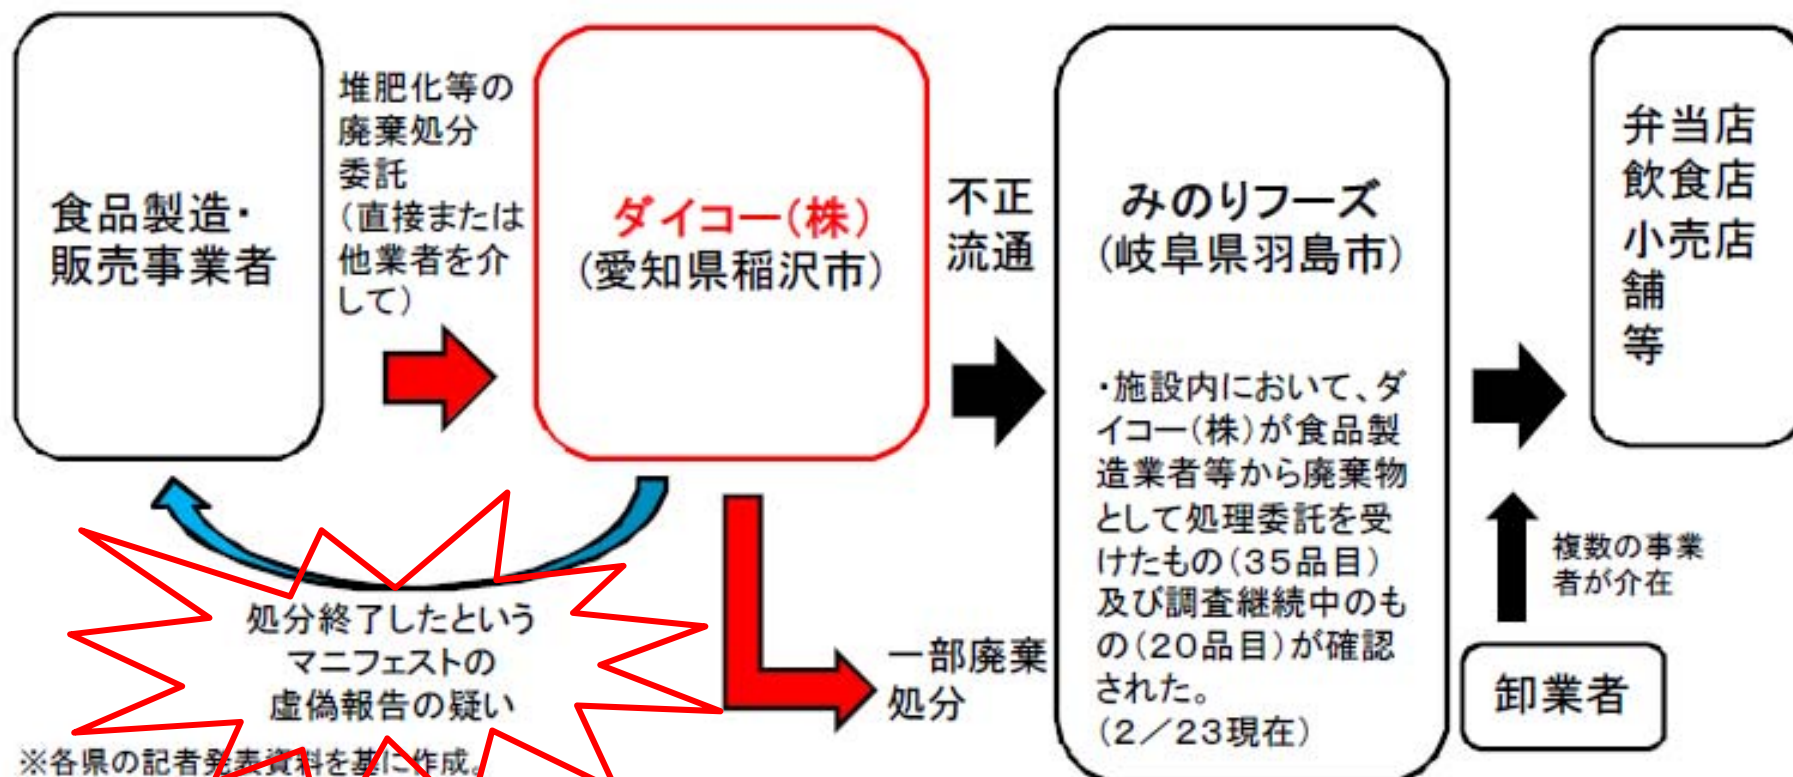 食品製造・
販売事業者
堆肥化等の
廃棄処分
委託
（直接または
他業者を介
して）
ダイコー（株）
（愛知県稲沢市）
不正
流通
みのりフーズ
（岐阜県羽島市）
・施設内において、ダ
イコー（株）が食品製
造業者等から廃棄物
として処理委託を受
けたもの（35品目）
及び調査継続中のも
の（20品目）が確認
された。
（2／23現在）
弁当店
飲食店
小売店
舗
等
複数の事業
者が介在
卸業者
処分終了したという
マニフェストの
虚偽報告の疑い
一部廃棄
処分
※各県の記者発表資料を基に作成。